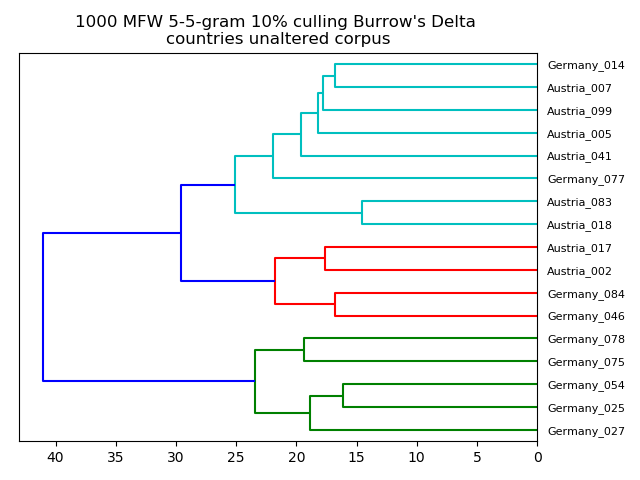 1000 MFW 5-5-gram 10% culling Burrow's Delta
countries unaltered corpus
Germany_014
Austria_007
Austria_099
Austria_005
Austria_041
Germany_077
Austria_083
Austria_018
Austria_017
Austria_002
Germany_084
Germany_046
Germany_078
Germany_075
Germany_054
Germany_025
Germany_027
40 35 30 25 20 15 10 5 0